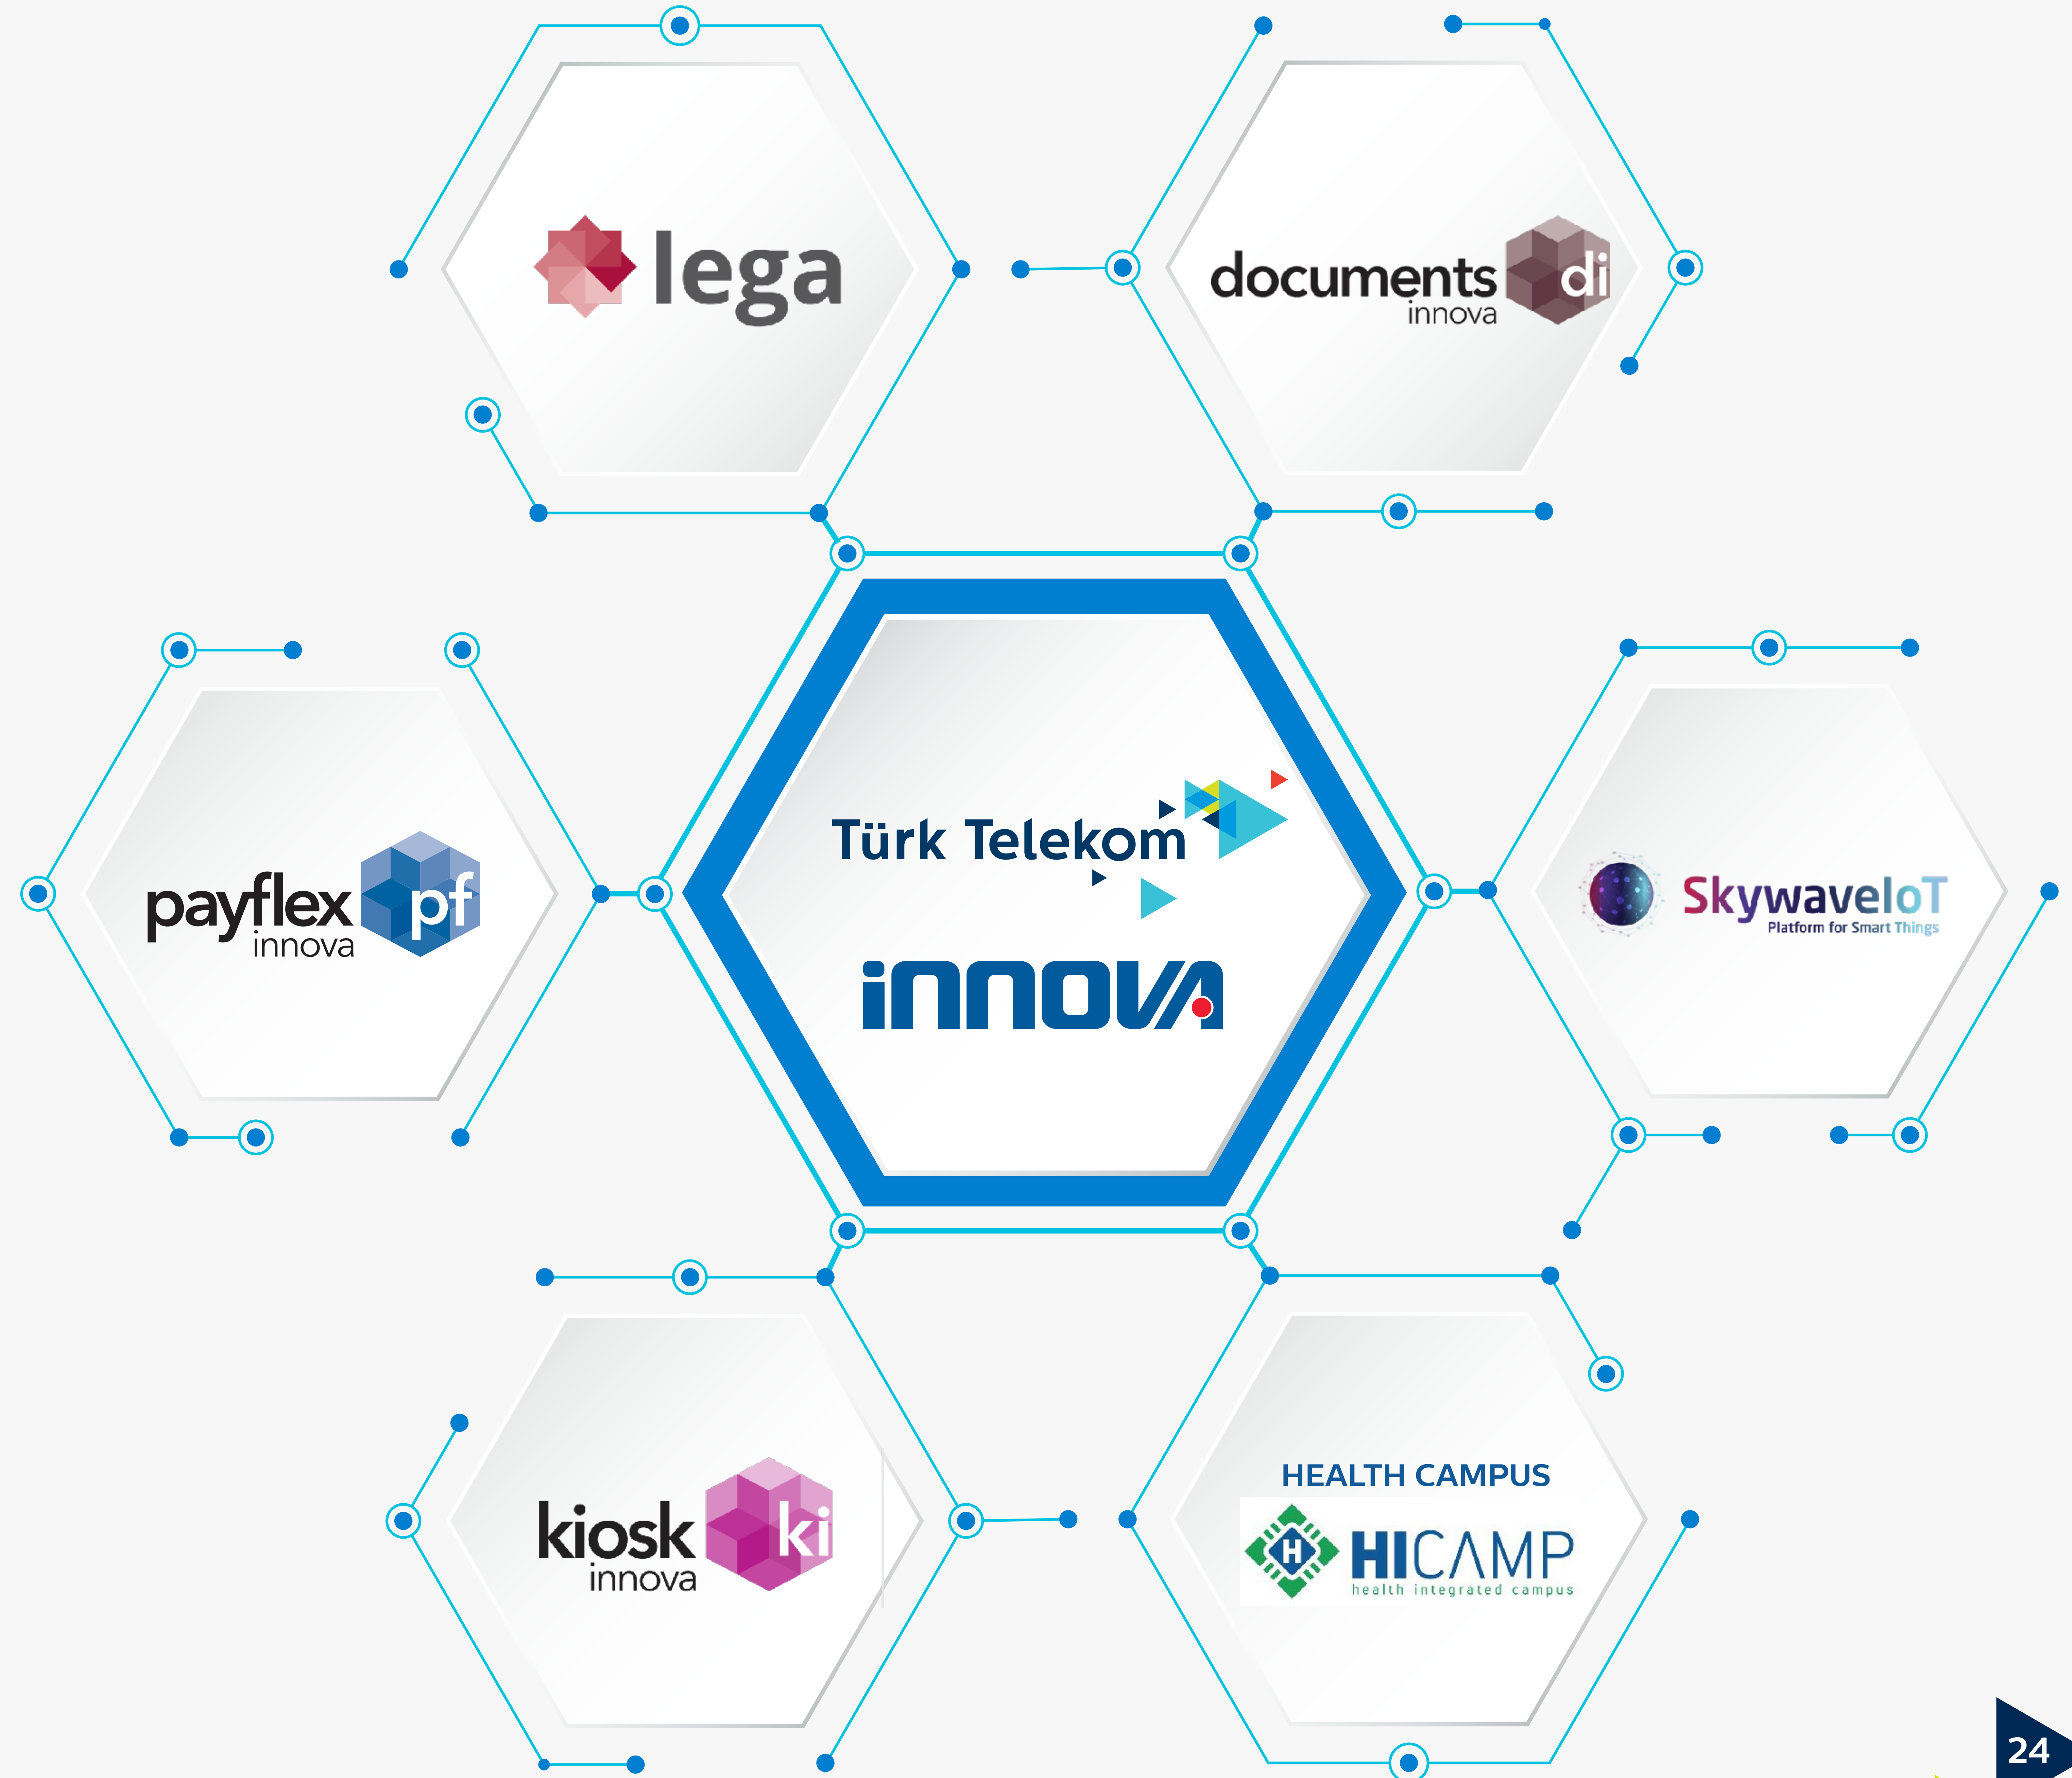 lega
documents
di
innova
Türk Telekom
innova
payflex
pf
innova
SkywaveIoT
Platform for Smart Things
kiosk
ki
innova
HEALTH CAMPUS
H
HICAMP
health integrated campus
24